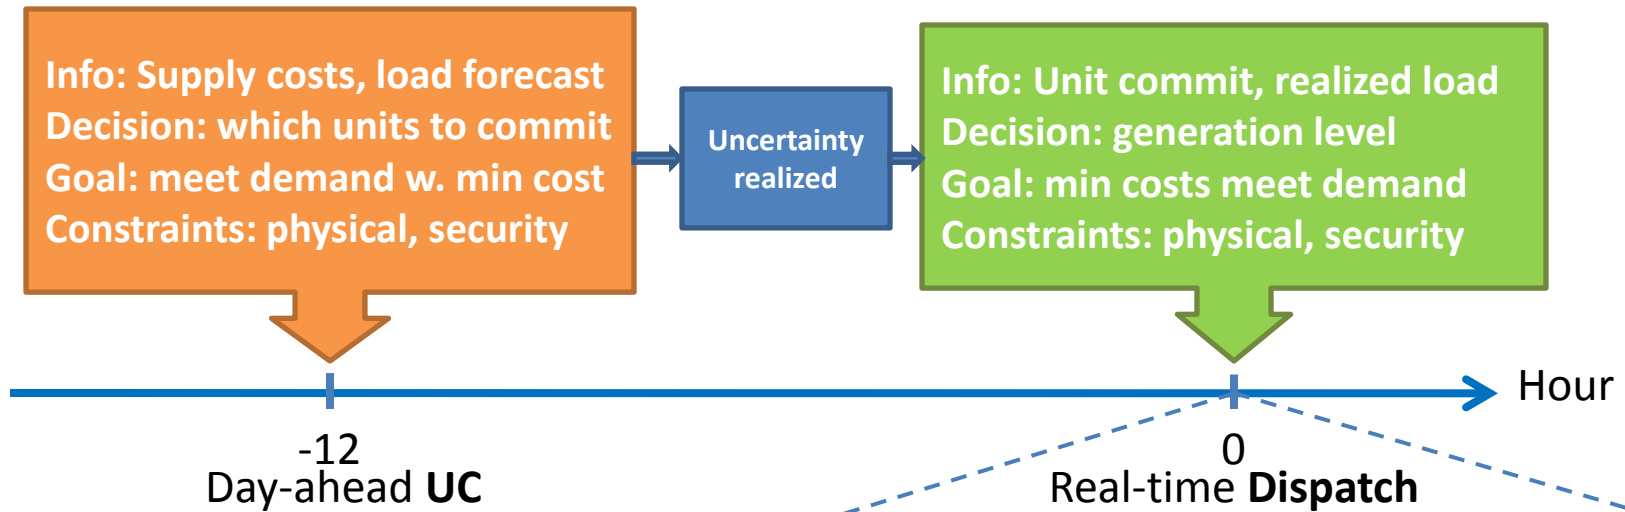 Info: Supply costs, load forecast
Decision: which units to commit
Goal: meet demand w. min cost
Constraints: physical, security
Uncertainty
realized
Info: Unit commit, realized load
Decision: generation level
Goal: min costs meet demand
Constraints: physical, security
Hour
-12
Day-ahead UC
0
Real-time Dispatch